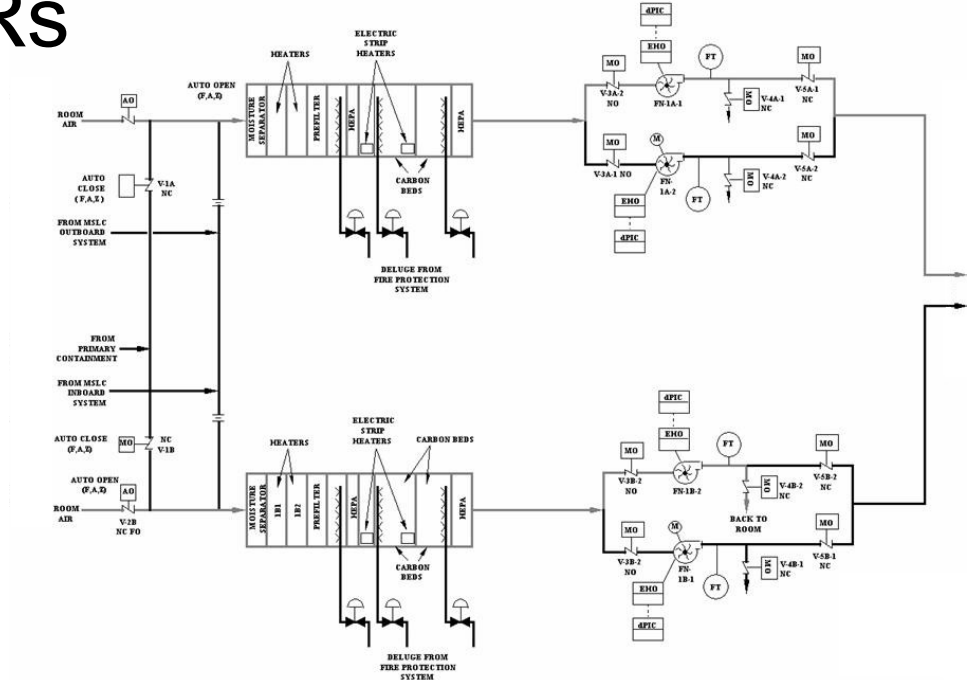 Rs
dPIC
EHO
MO
V-3A-2
NO
FN-1A-1
FT
MO
V-4A-1
NC
MO
V-5A-1
NC
ELECTRIC
STRIP
HEATERS
HEATERS
AUTO OPEN
(F,A,Z)
AO
ROOM
AIR
MOISTURE
SEPARATOR
PREFILTER
HEPA
HEPA
CARBON
BEDS
MO
V-3A-1 NO
M
FN-
1A-2
EHO
dPIC
FT
MO
V-4A-2
NC
MO
V-5A-2
NC
AUTO
CLOSE
(F,A,Z)
V-1A
NC
FROM MSLC
OUTBOARD
SYSTEM
DELUGE FROM
FIRE PROTECTION
SYSTEM
FROM
PRIMARY
CONTAINMENT
FROM MSLC
INBOARD
SYSTEM
AUTO CLOSE
(F,A,Z)
MO
NC
V-1B
AUTO OPEN
(F,A,Z)
AO
ROOM
AIR
V-2B
NC FO
HEATERS
ELECTRIC
STRIP
HEATERS
CARBON BEDS
MOISTURE
SEPARATOR
1B1
1B2
PREFILTER
HEPA
HEPA
CARBON
BEDS
DELUGE FROM
FIRE PROTECTION
SYSTEM
dPIC
EHO
MO
V-3B-2
NO
FN-1B-2
FT
MO
V-4B-2
NC
BACK TO
ROOM
MO
V-5B-2
NC
MO
V-3B-2
NO
M
FN-
1B-1
EHO
dPIC
FT
MO
V-4B-1
NC
MO
V-5B-1
NC